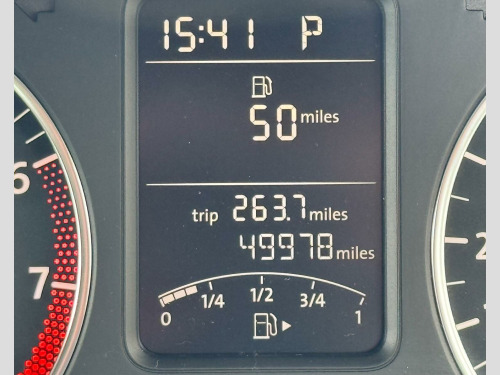 15:41 P
50 miles
trip 263.7 miles
49978 miles
0 1/4 1/2 3/4 1
6
7
2
1